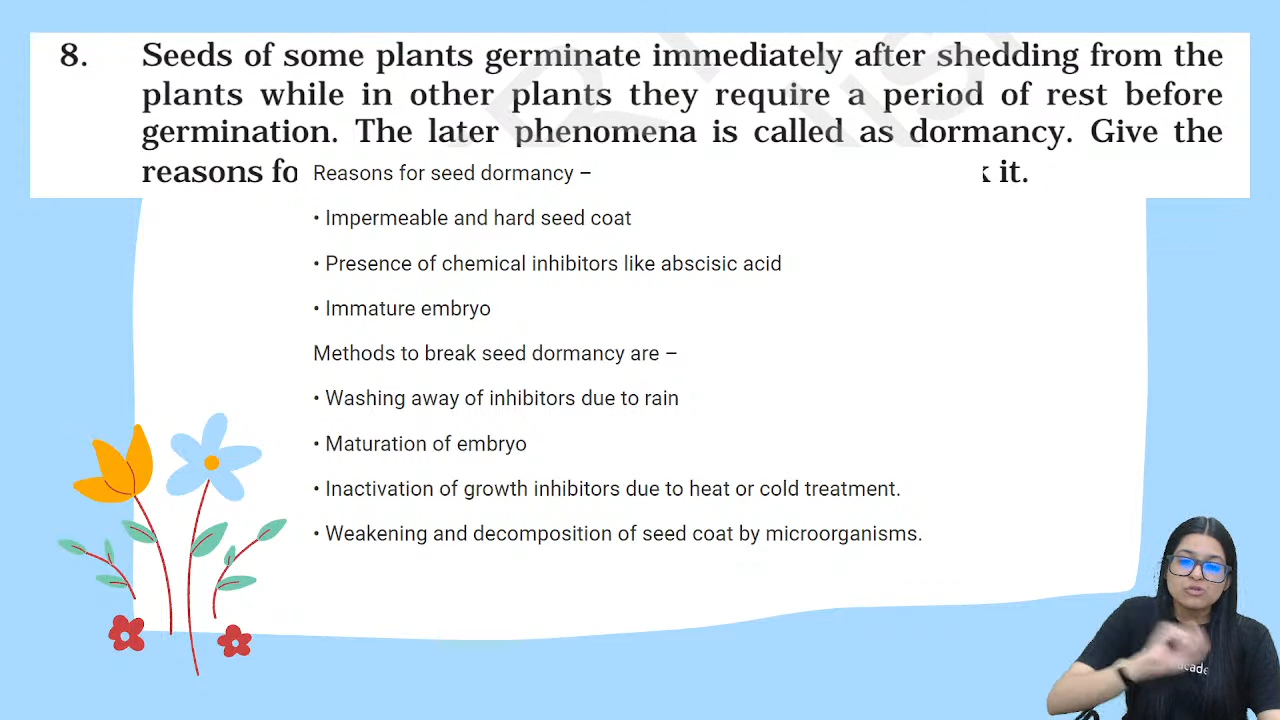 8. Seeds of some plants germinate immediately after shedding from the
plants while in other plants they require a period of rest before
germination. The later phenomena is called as dormancy. Give the
reasons fo
it.
Reasons for seed dormancy –
• Impermeable and hard seed coat
• Presence of chemical inhibitors like abscisic acid
• Immature embryo
Methods to break seed dormancy are –
• Washing away of inhibitors due to rain
• Maturation of embryo
• Inactivation of growth inhibitors due to heat or cold treatment.
• Weakening and decomposition of seed coat by microorganisms.